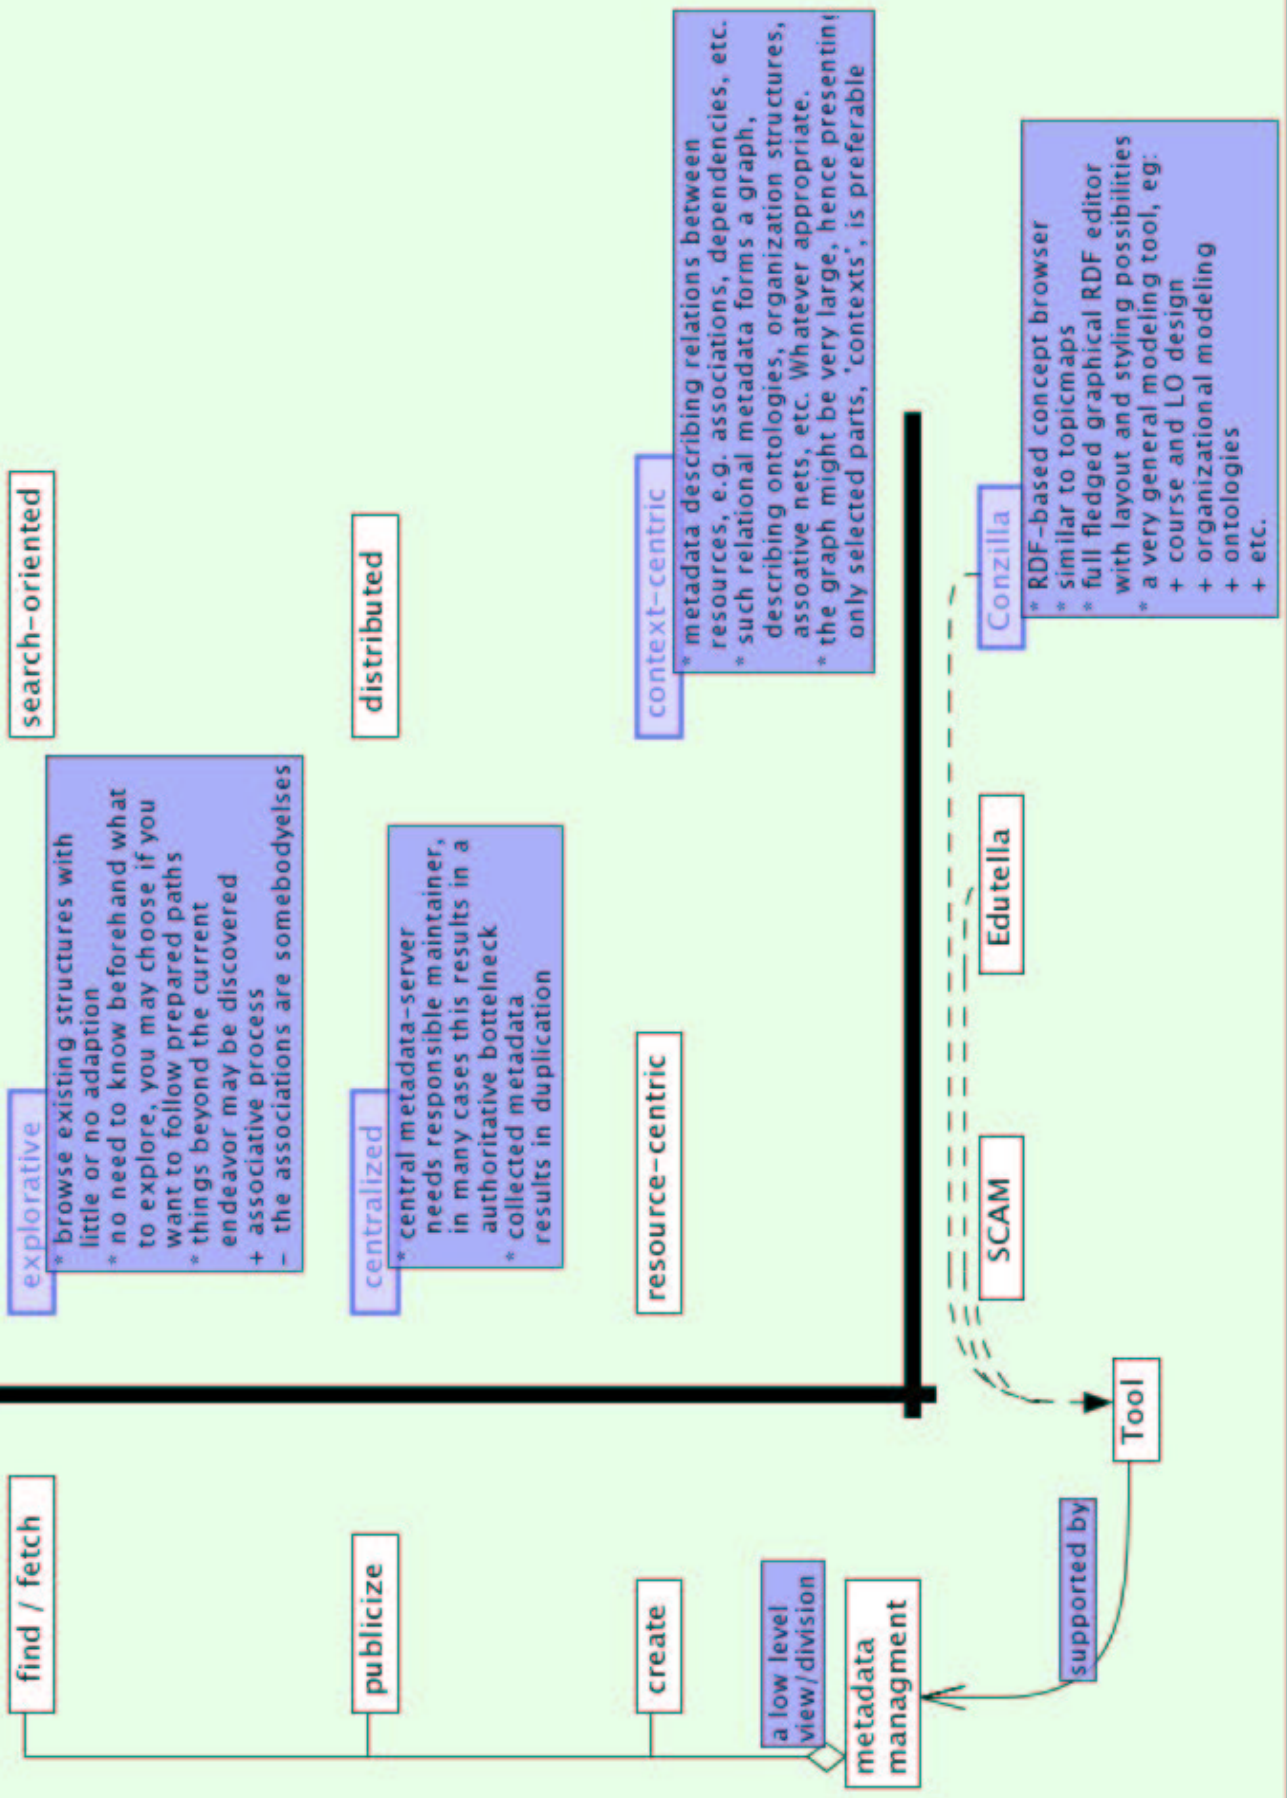 find / fetch
explorative
* browse existing structures with
little or no adaption
* no need to know beforehand what
to explore, you may choose if you
want to follow prepared paths
* things beyond the current
endeavor may be discovered
+ associative process
- the associations are somebodyelses
search-oriented
publicize
centralized
* central metadata-server
needs responsible maintainer,
in many cases this results in a
authoritative bottelneck
* collected metadata
results in duplication
distributed
create
resource-centric
context-centric
* metadata describing relations between
resources, e.g. associations, dependencies, etc.
* such relational metadata forms a graph,
describing ontologies, organization structures,
assoative nets, etc. Whatever appropriate.
* the graph might be very large, hence presenting
only selected parts, 'contexts', is preferable
a low level
view/division
metadata
managment
supported by
Tool
SCAM
Edutella
Conzilla
* RDF-based concept browser
* similar to topicmaps
* full fledged graphical RDF editor
with layout and styling possibilities
* a very general modeling tool, eg:
+ course and LO design
+ organizational modeling
+ ontologies
+ etc.